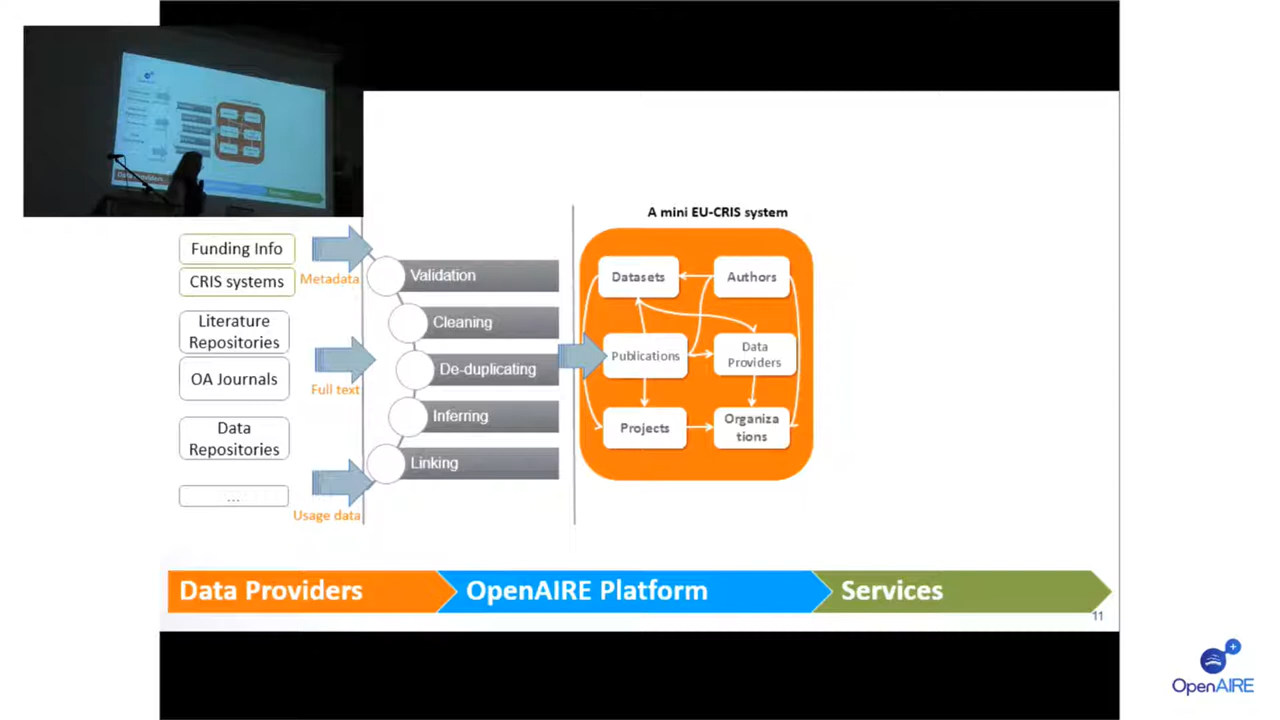 A mini EU-CRIS system
Funding Info
CRIS systems
Metadata
Literature
Repositories
OA Journals
Full text
Data
Repositories
...
Usage data
Validation
Cleaning
De-duplicating
Inferring
Linking
Datasets
Authors
Publications
Data
Providers
Projects
Organiza
tions
Data Providers
OpenAIRE Platform
Services
11
OpenAIRE
Data Providers